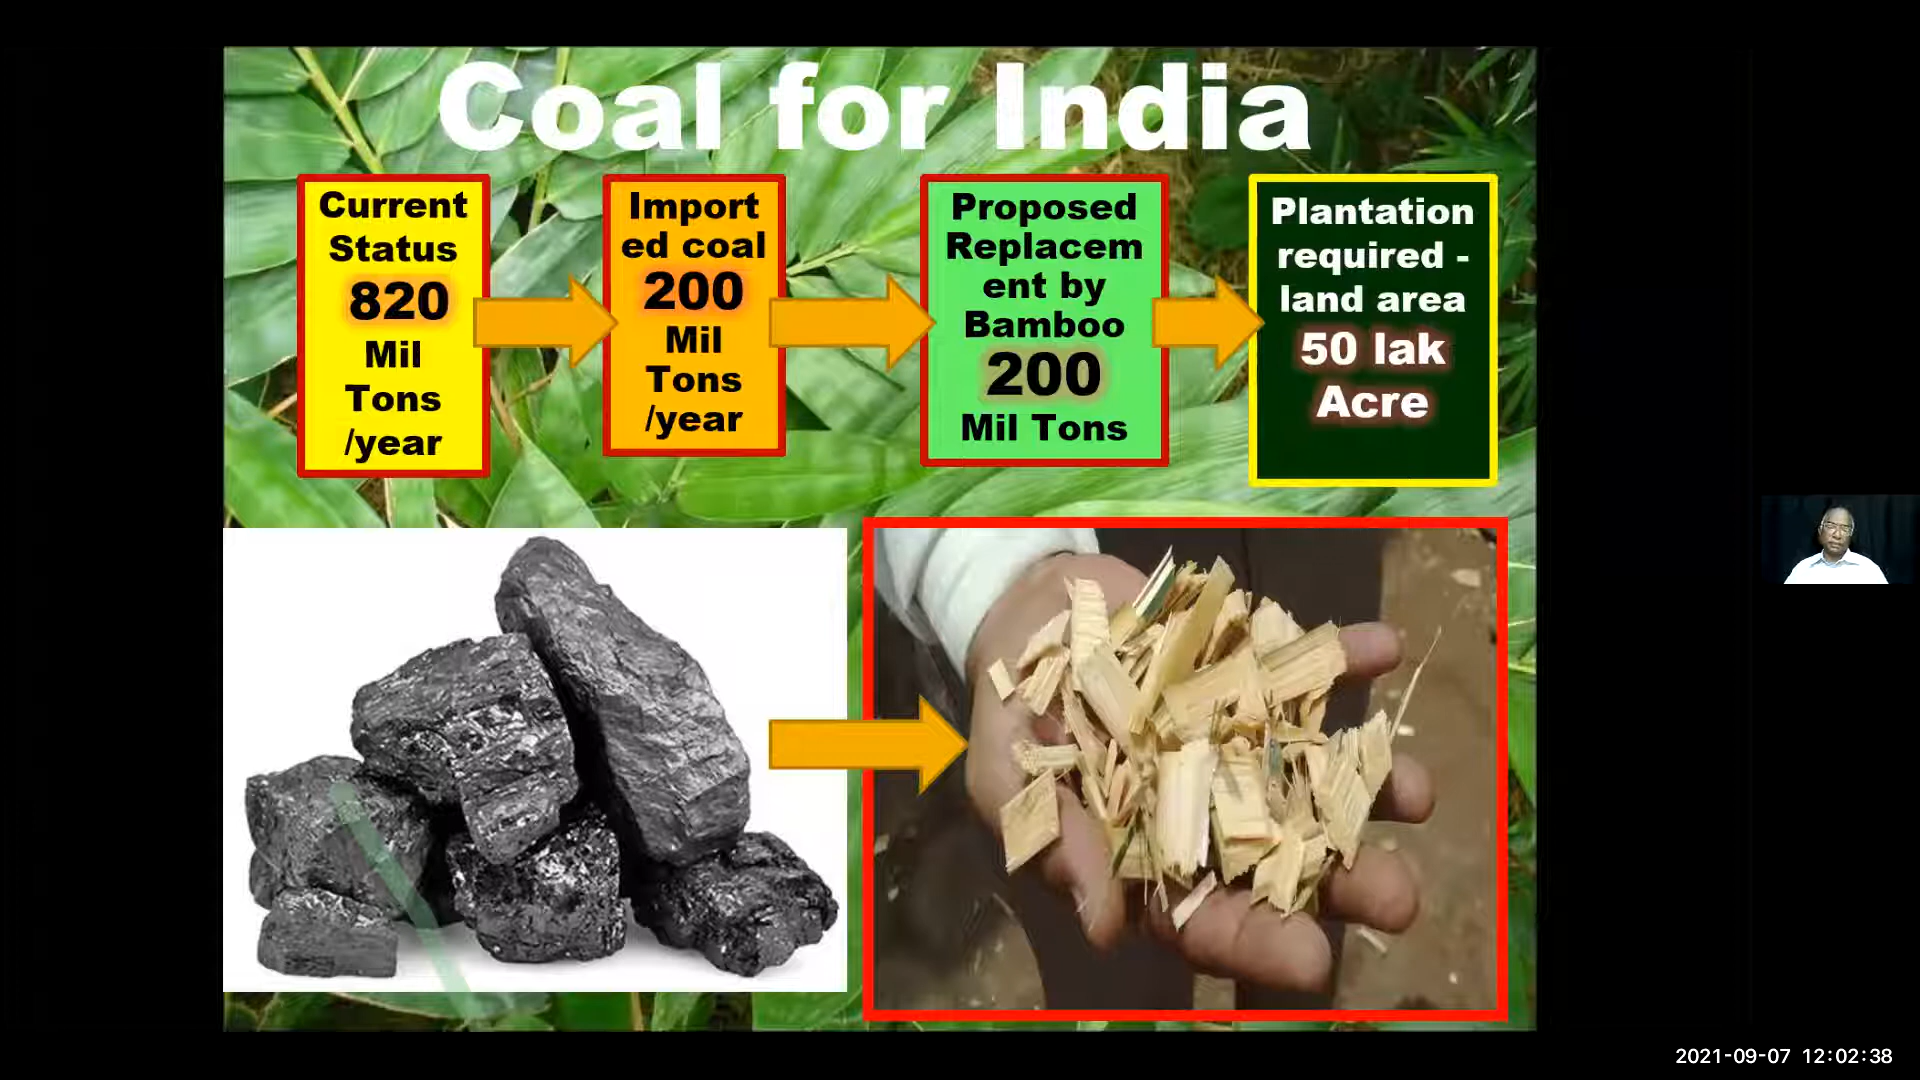 Coal for India
Current
Status
820
Mil
Tons
/year
Import
ed coal
200
Mil
Tons
/year
Proposed
Replacem
ent by
Bamboo
200
Mil Tons
Plantation
required -
land area
50 lak
Acre
2021-09-07 12:02:38